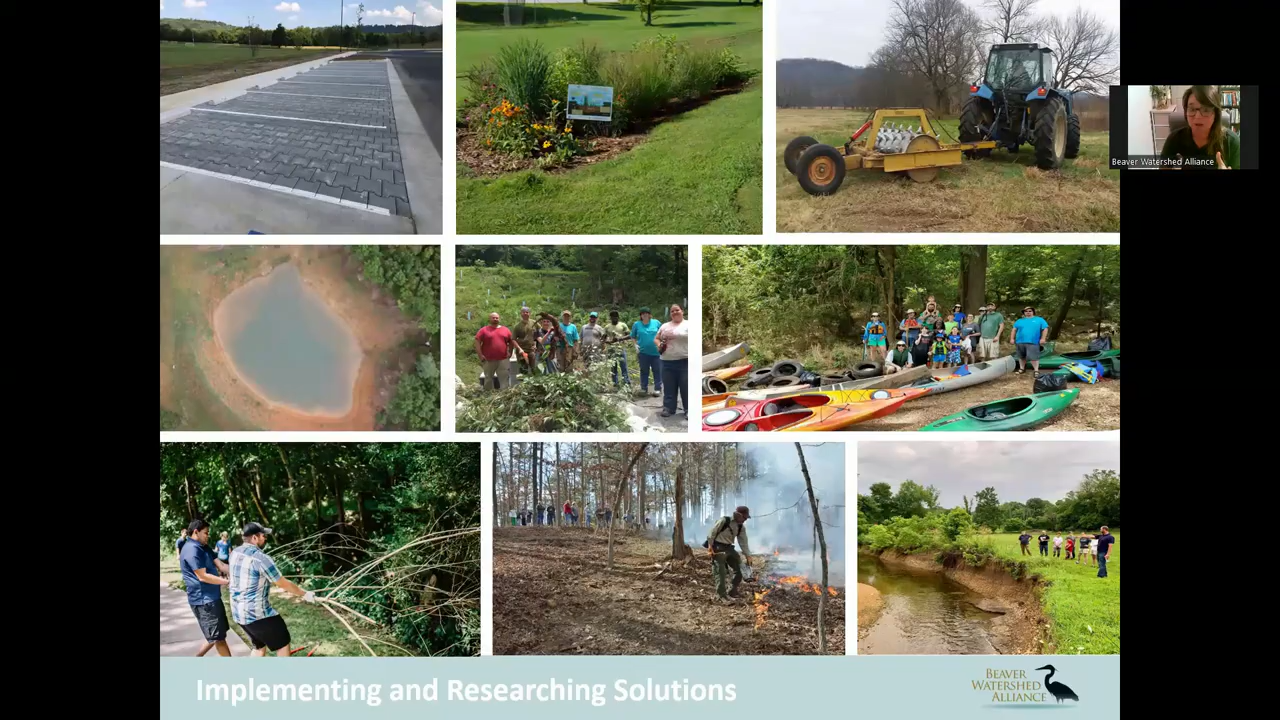 Beaver Watershed Alliance
Implementing and Researching Solutions
BEAVER
WATERSHED
ALLIANCE